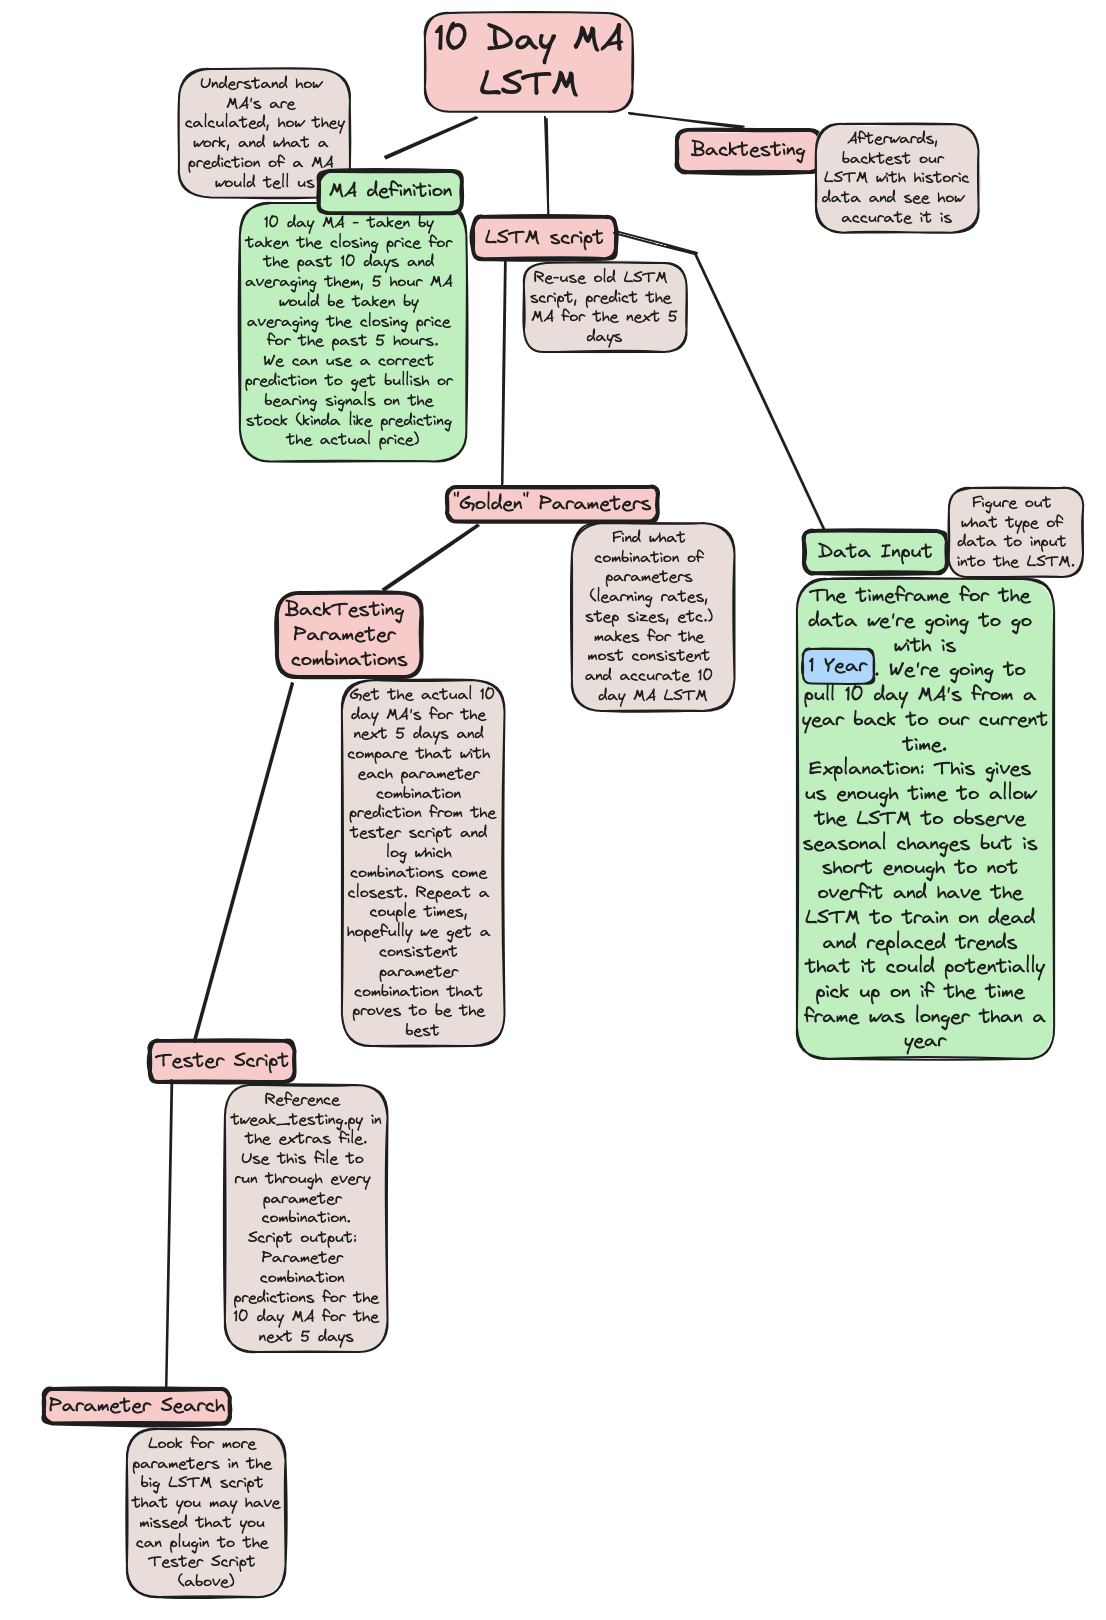 10 Day MA
LSTM
Understand how
MA's are
calculated, how they
work, and what a
prediction of a MA
would tell us
MA definition
10 day MA - taken by
taken the closing price for
the past 10 days and
averaging them, 5 hour MA
would be taken by
averaging the closing price
for the past 5 hours.
We can use a correct
prediction to get bullish or
bearing signals on the
stock (kinda like predicting
the actual price)
LSTM script
Re-use old LSTM
script, predict the
MA for the next 5
days
Backtesting
Afterwards,
backtest our
LSTM with historic
data and see how
accurate it is
"Golden" Parameters
Find what
combination of
parameters
(learning rates,
step sizes, etc.)
makes for the
most consistent
and accurate 10
day MA LSTM
Data Input
Figure out
what type of
data to input
into the LSTM.
The timeframe for the
data we're going to go
with is
1 Year. We're going to
pull 10 day MA's from a
year back to our current
time.
Explanation: This gives
us enough time to allow
the LSTM to observe
seasonal changes but is
short enough to not
overfit and have the
LSTM to train on dead
and replaced trends
that it could potentially
pick up on if the time
frame was longer than a
year
BackTesting
Parameter
combinations
Get the actual 10
day MA's for the
next 5 days and
compare that with
each parameter
combination
prediction from the
tester script and
log which
combinations come
closest. Repeat a
couple times,
hopefully we get a
consistent
parameter
combination that
proves to be the
best
Tester Script
Reference
tweak_testing.py in
the extras file.
Use this file to
run through every
parameter
combination.
Script output:
Parameter
combination
predictions for the
10 day MA for the
next 5 days
Parameter Search
Look for more
parameters in the
big LSTM script
that you may have
missed that you
can plugin to the
Tester Script
(above)